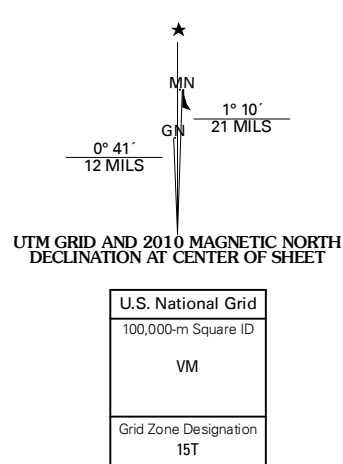 ★
MN
1° 10´
21 MILS
GN
0° 41´
12 MILS
UTM GRID AND 2010 MAGNETIC NORTH
DECLINATION AT CENTER OF SHEET
U.S. National Grid
100,000-m Square ID
VM
Grid Zone Designation
15T